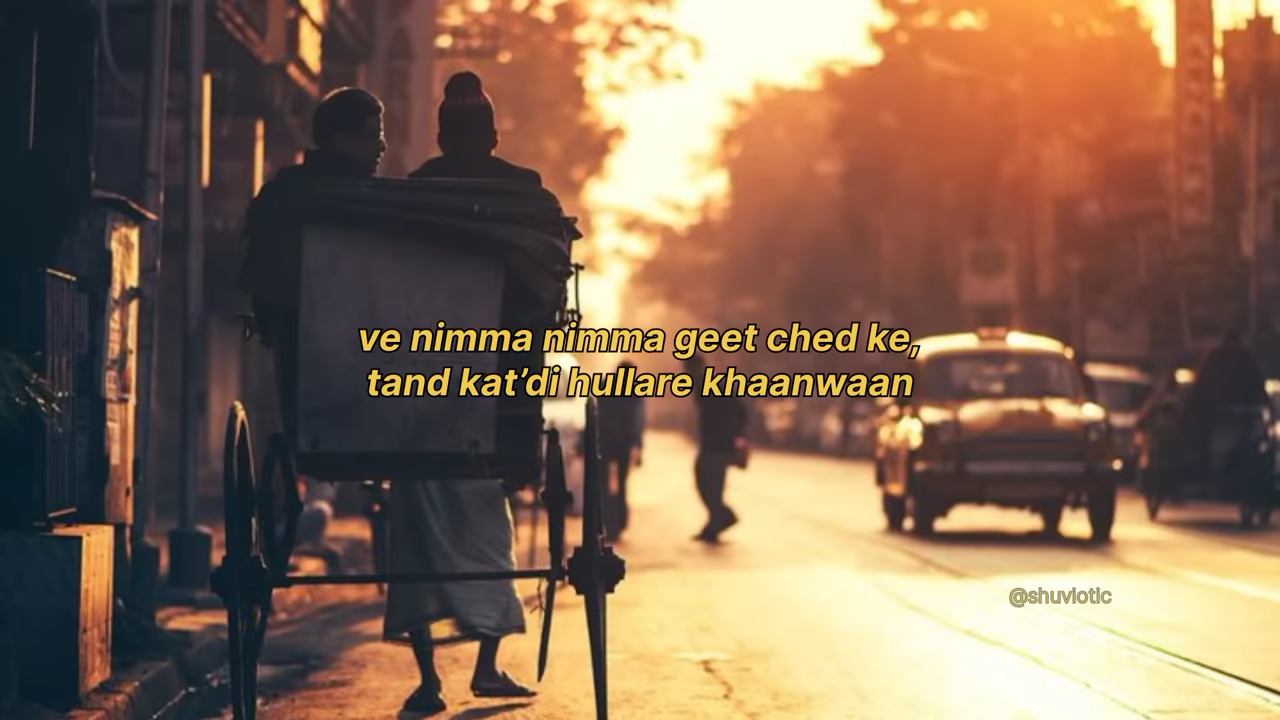 ve nimma nimma geet ched ke,
tand kat’di hullare khaanwaan
@shuviotic